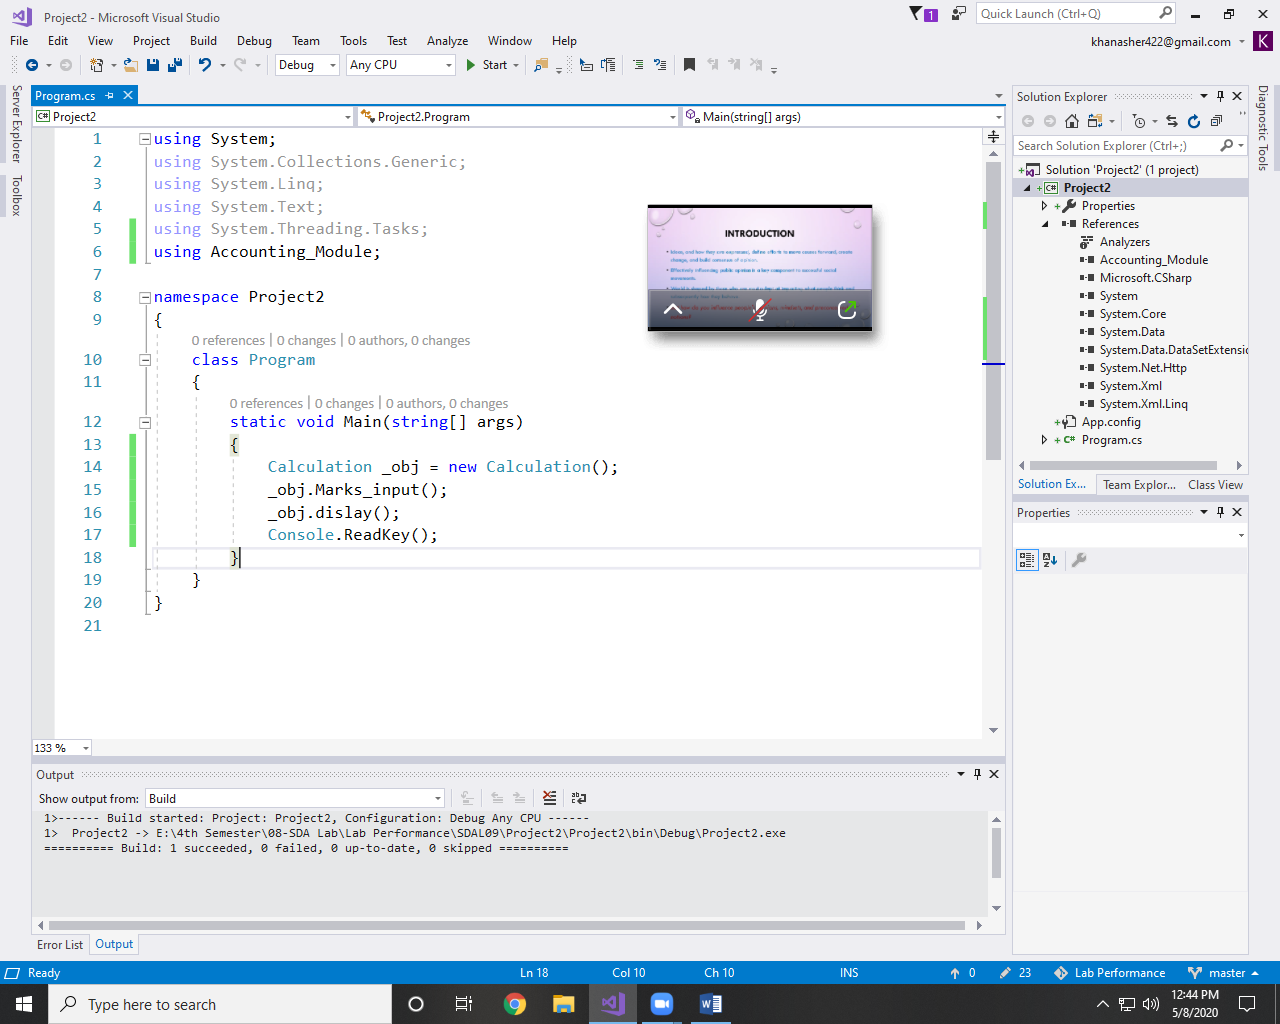 Project2 - Microsoft Visual Studio
1
Quick Launch (Ctrl+Q)
File Edit View Project Build Debug Team Tools Test Analyze Window Help
khanasher422@gmail.com K
Debug Any CPU Start
Server Explorer
Toolbox
Program.cs
Project2 Project2.Program Main(string[] args)
1 using System;
2 using System.Collections.Generic;
3 using System.Linq;
4 using System.Text;
5 using System.Threading.Tasks;
6 using Accounting_Module;
7
8 namespace Project2
9 {
0 references | 0 changes | 0 authors, 0 changes
10 class Program
11 {
0 references | 0 changes | 0 authors, 0 changes
12 static void Main(string[] args)
13 {
14 Calculation _obj = new Calculation();
15 _obj.Marks_input();
16 _obj.dislay();
17 Console.ReadKey();
18 }
19 }
20 }
21
INTRODUCTION
133 %
Output
Show output from: Build
1>------ Build started: Project: Project2, Configuration: Debug Any CPU ------
1>  Project2 -> E:\4th Semester\08-SDA Lab\Lab Performance\SDAL09\Project2\Project2\bin\Debug\Project2.exe
========== Build: 1 succeeded, 0 failed, 0 up-to-date, 0 skipped ==========
Error List Output
Solution Explorer
Search Solution Explorer (Ctrl+;)
Solution 'Project2' (1 project)
C# Project2
Properties
References
Analyzers
Accounting_Module
Microsoft.CSharp
System
System.Core
System.Data
System.Data.DataSetExtensio
System.Net.Http
System.Xml
System.Xml.Linq
App.config
C# Program.cs
Solution Ex... Team Explor... Class View
Properties
Diagnostic Tools
Ready Ln 18 Col 10 Ch 10 INS 0 23 Lab Performance master
Type here to search
12:44 PM
5/8/2020